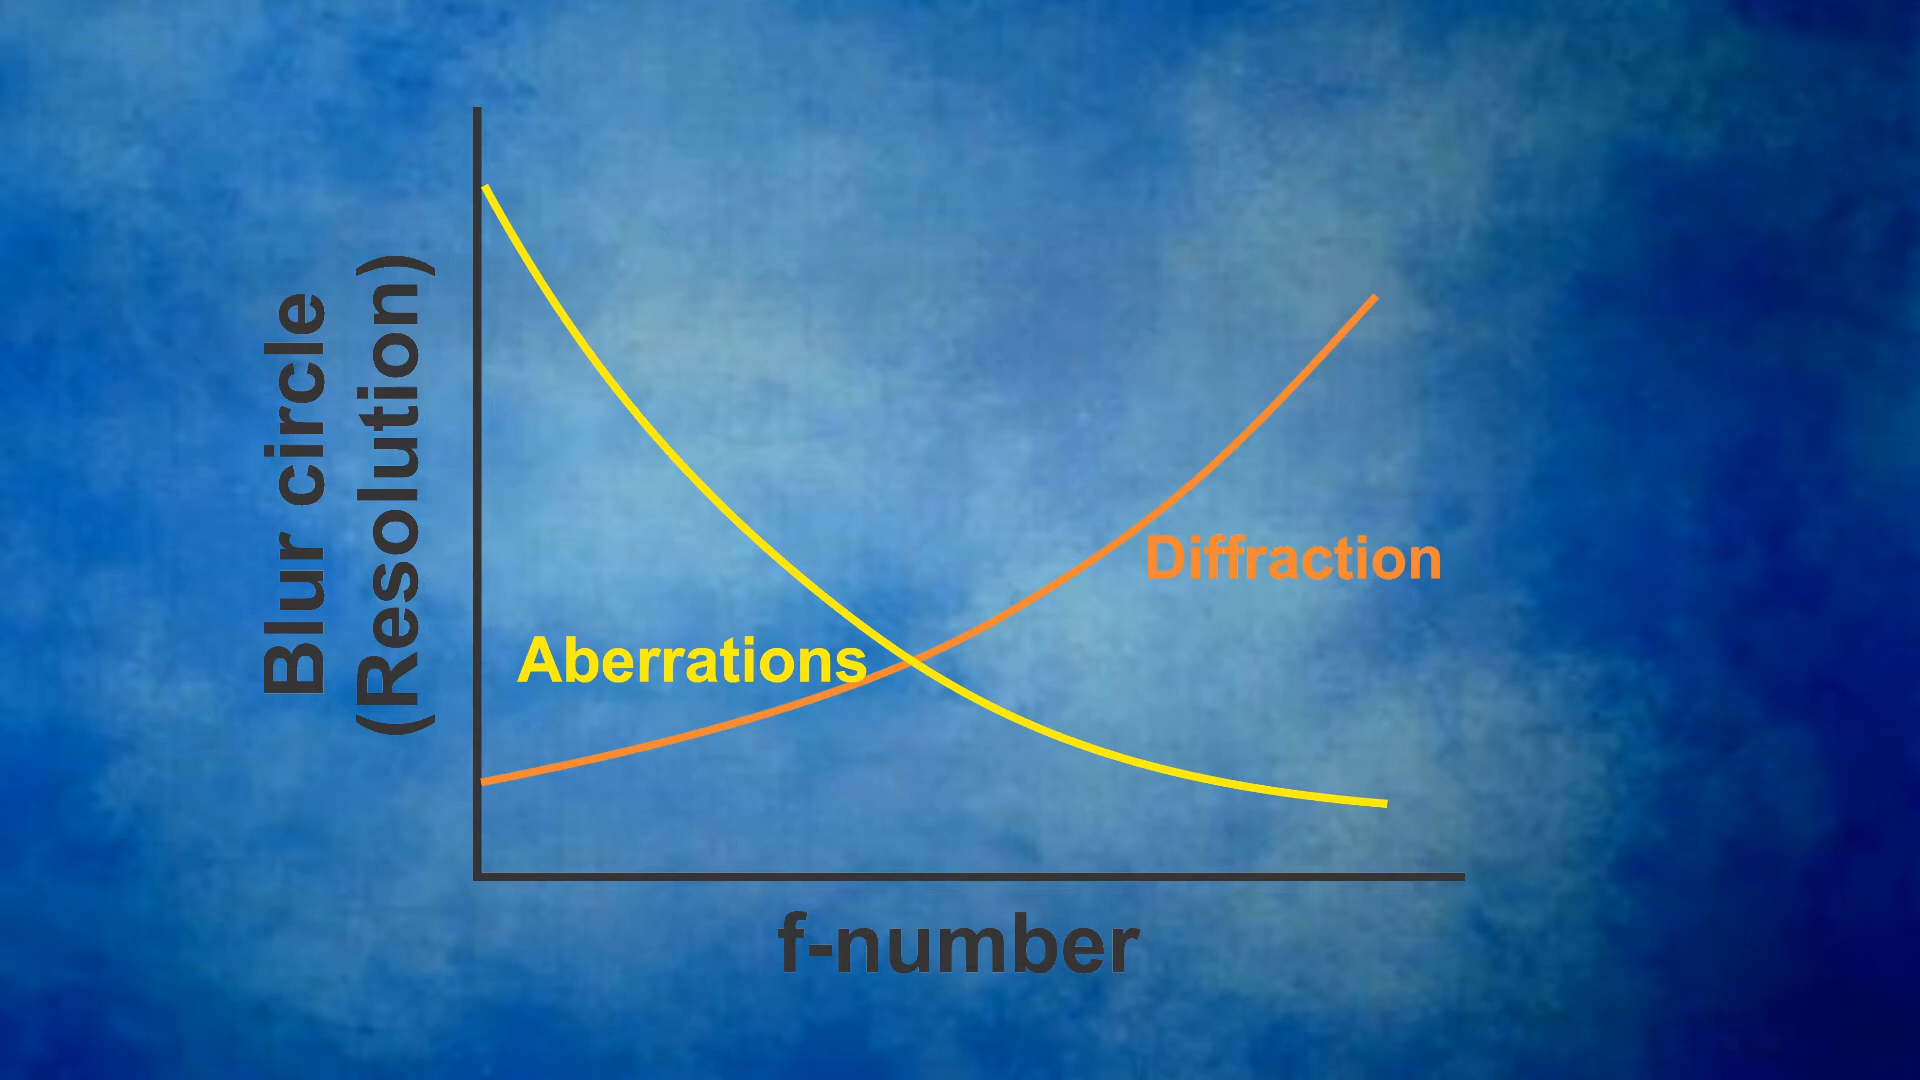 Blur circle
(Resolution)
Aberrations
Diffraction
f-number